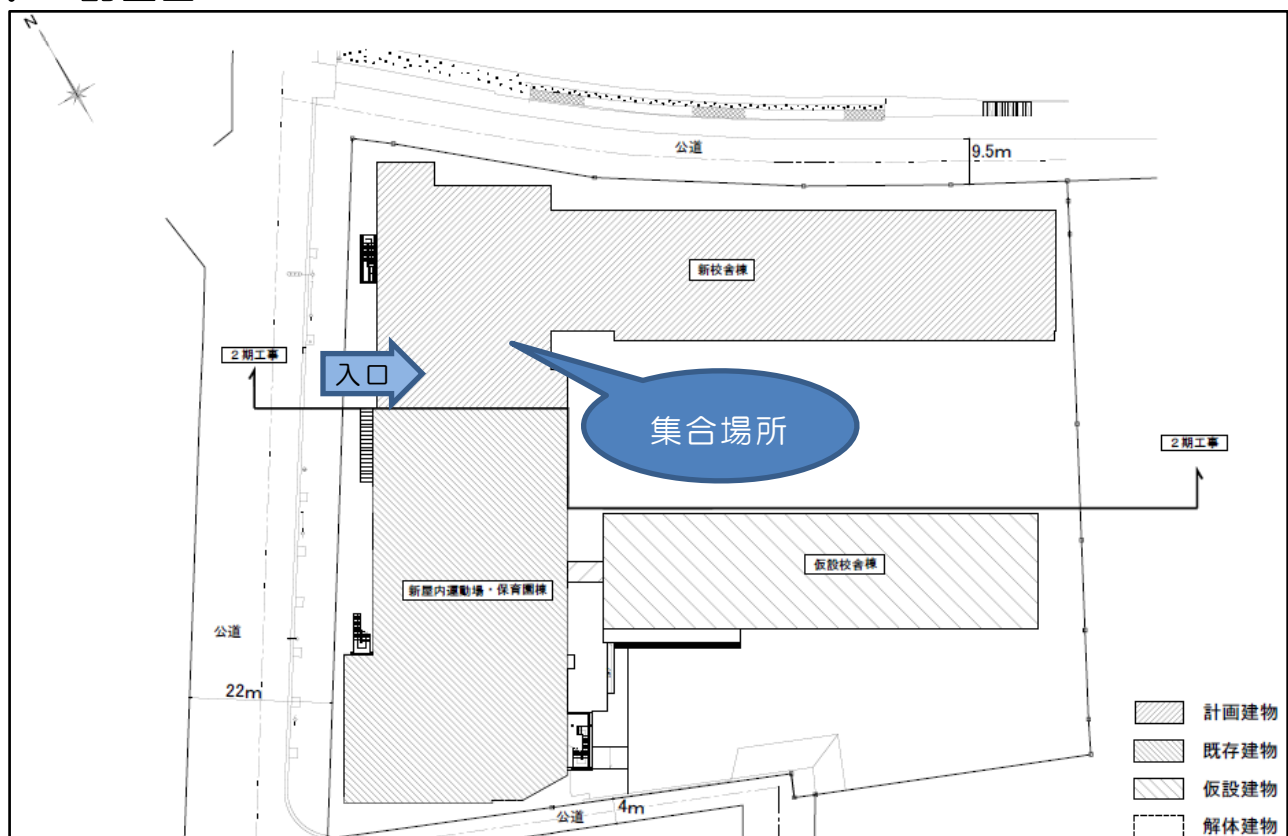 N
公道
9.5m
新校舎棟
2期工事
入口
集合場所
2期工事
仮設校舎棟
新屋内運動場・保育園棟
公道
22m
計画建物
既存建物
仮設建物
4m
公道
解体建物